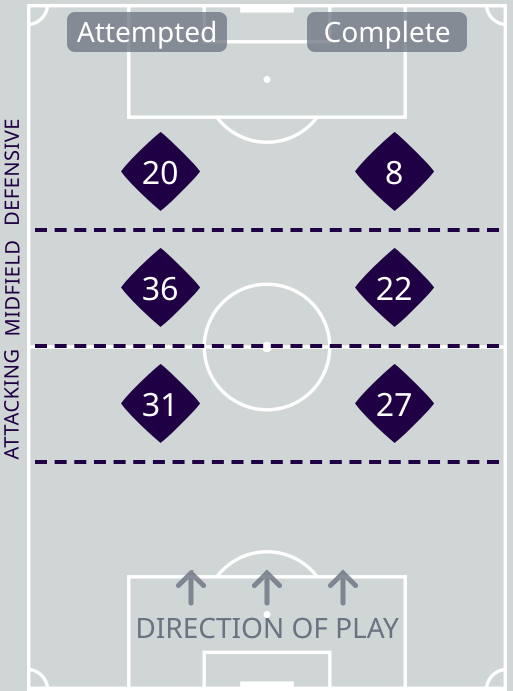 Attempted Complete
DEFENSIVE
20 8
MIDFIELD
36 22
ATTACKING
31 27
DIRECTION OF PLAY